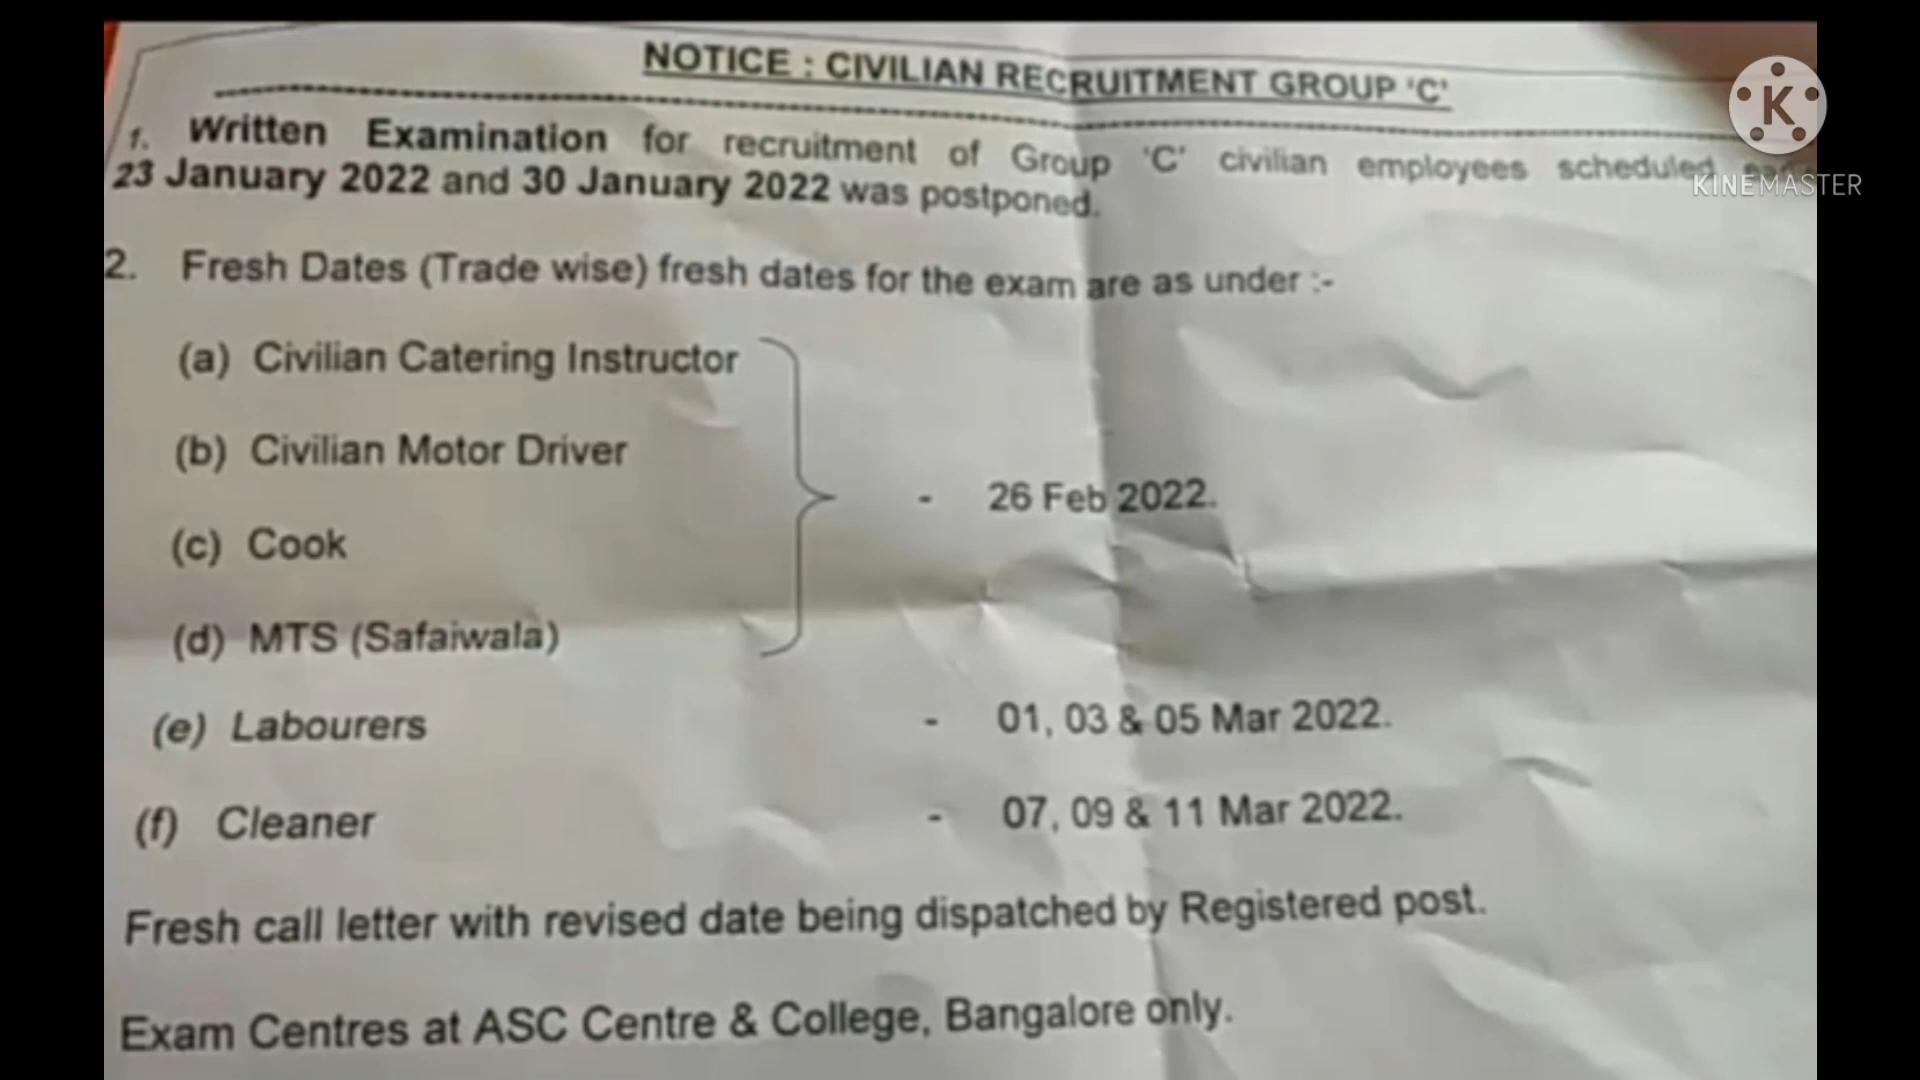 NOTICE : CIVILIAN RECRUITMENT GROUP 'C'
1. Written Examination for recruitment of Group 'C' civilian employees scheduled
23 January 2022 and 30 January 2022 was postponed.
2. Fresh Dates (Trade wise) fresh dates for the exam are as under :-
(a) Civilian Catering Instructor
(b) Civilian Motor Driver
- 26 Feb 2022.
(c) Cook
(d) MTS (Safaiwala)
(e) Labourers - 01, 03 & 05 Mar 2022.
(f) Cleaner - 07, 09 & 11 Mar 2022.
Fresh call letter with revised date being dispatched by Registered post.
Exam Centres at ASC Centre & College, Bangalore only.
K
KINEMASTER